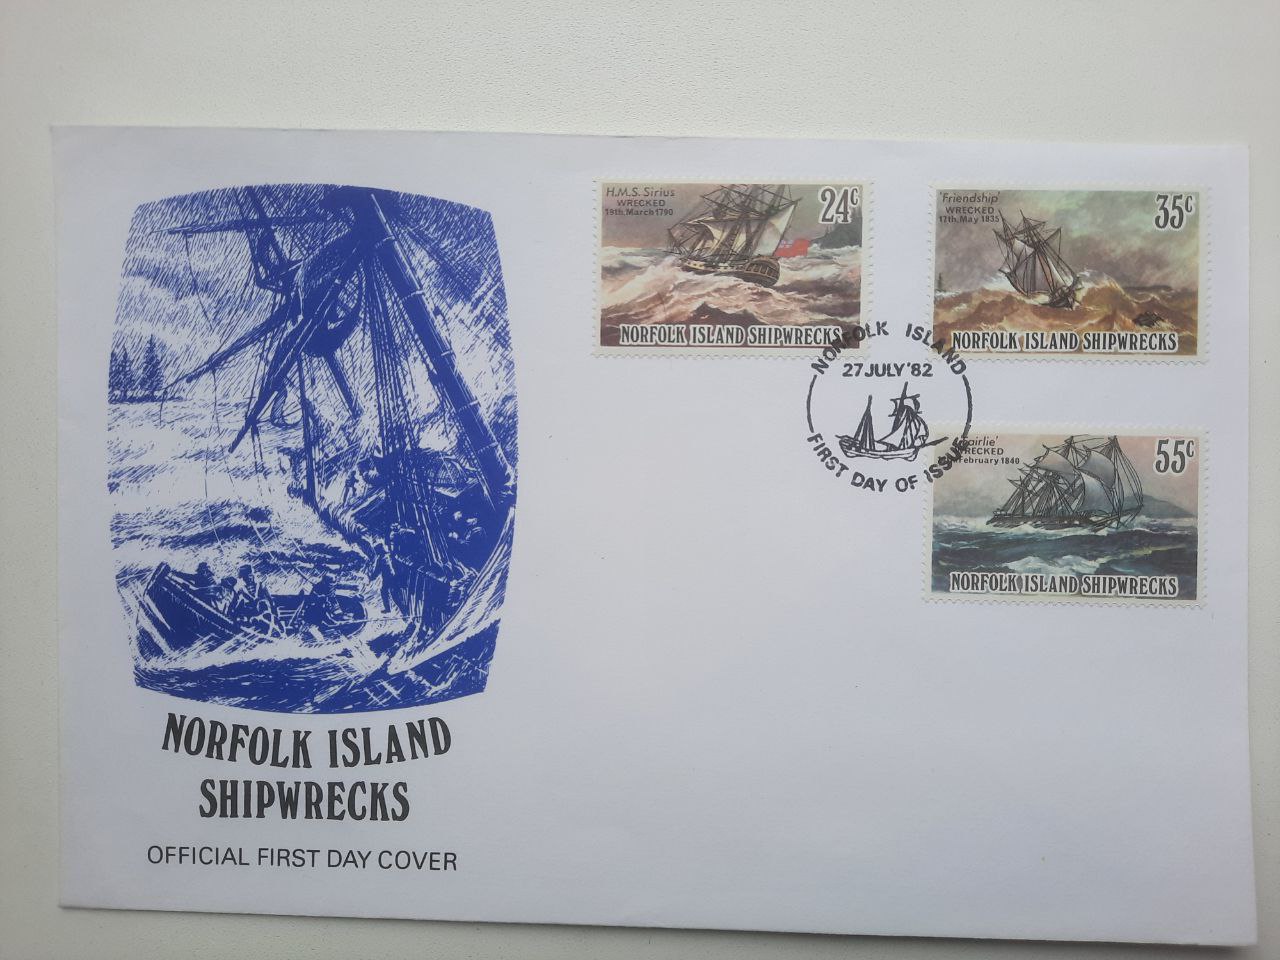 H.M.S. Sirius
WRECKED
19th. March 1790
24c
NORFOLK ISLAND SHIPWRECKS
'Friendship'
WRECKED
17th. May 1835
35c
NORFOLK ISLAND SHIPWRECKS
NORFOLK ISLAND
27 JULY '82
FIRST DAY OF ISSUE
55c
February 1840
NORFOLK ISLAND SHIPWRECKS
NORFOLK ISLAND
SHIPWRECKS
OFFICIAL FIRST DAY COVER